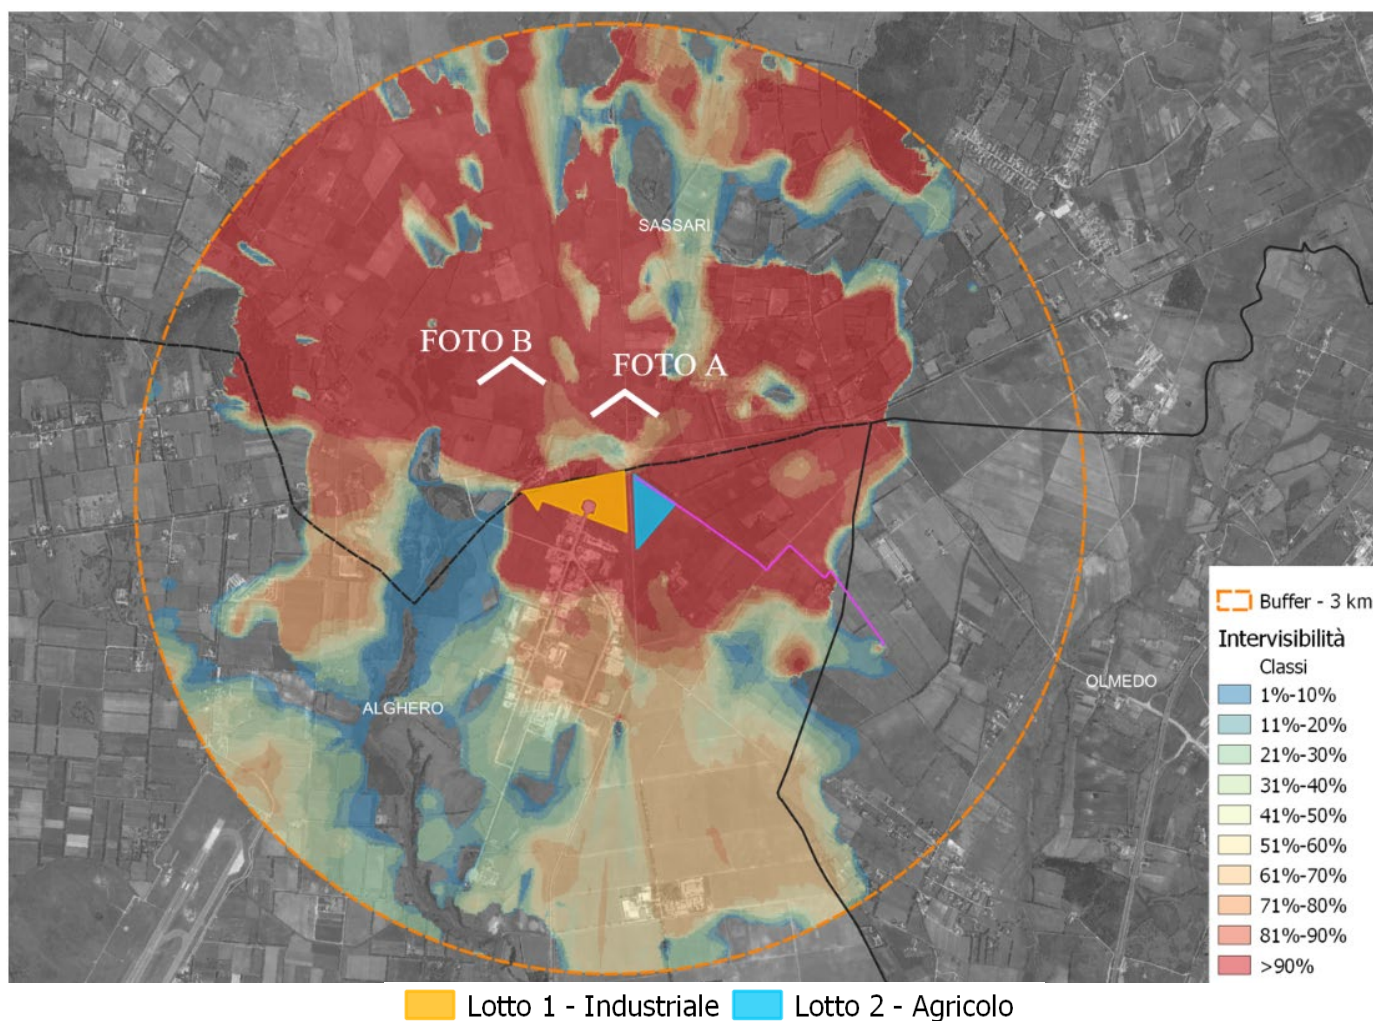 SASSARI
FOTO B
FOTO A
ALGHERO
OLMEDO
Buffer - 3 km
Intervisibilità
Classi
1%-10%
11%-20%
21%-30%
31%-40%
41%-50%
51%-60%
61%-70%
71%-80%
81%-90%
>90%
Lotto 1 - Industriale Lotto 2 - Agricolo